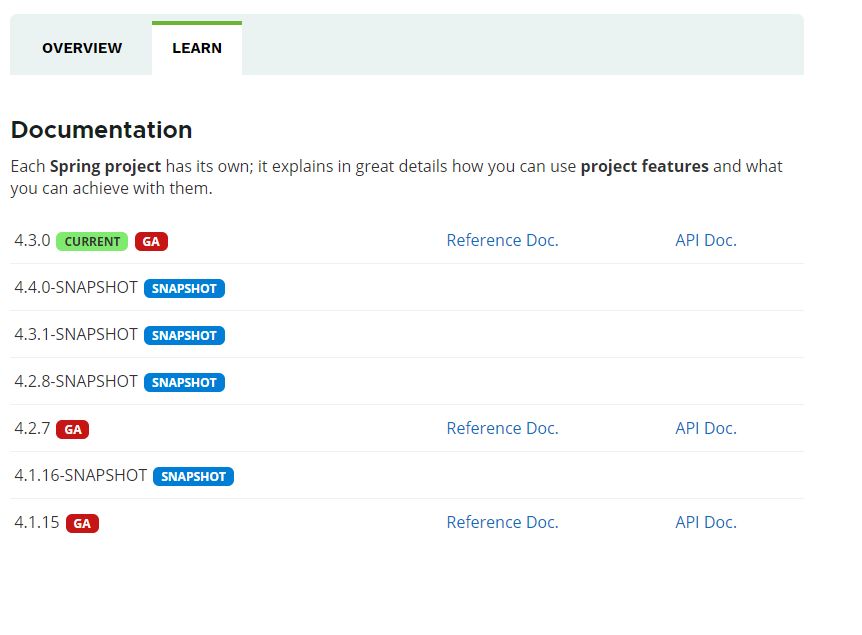 OVERVIEW LEARN
Documentation
Each Spring project has its own; it explains in great details how you can use project features and what
you can achieve with them.
4.3.0 CURRENT GA Reference Doc. API Doc.
4.4.0-SNAPSHOT SNAPSHOT
4.3.1-SNAPSHOT SNAPSHOT
4.2.8-SNAPSHOT SNAPSHOT
4.2.7 GA Reference Doc. API Doc.
4.1.16-SNAPSHOT SNAPSHOT
4.1.15 GA Reference Doc. API Doc.